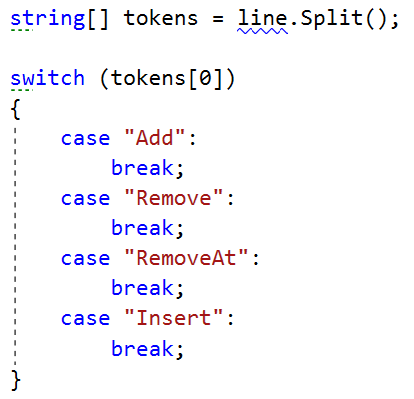 string[] tokens = line.Split();
switch (tokens[0])
{
case "Add":
break;
case "Remove":
break;
case "RemoveAt":
break;
case "Insert":
break;
}